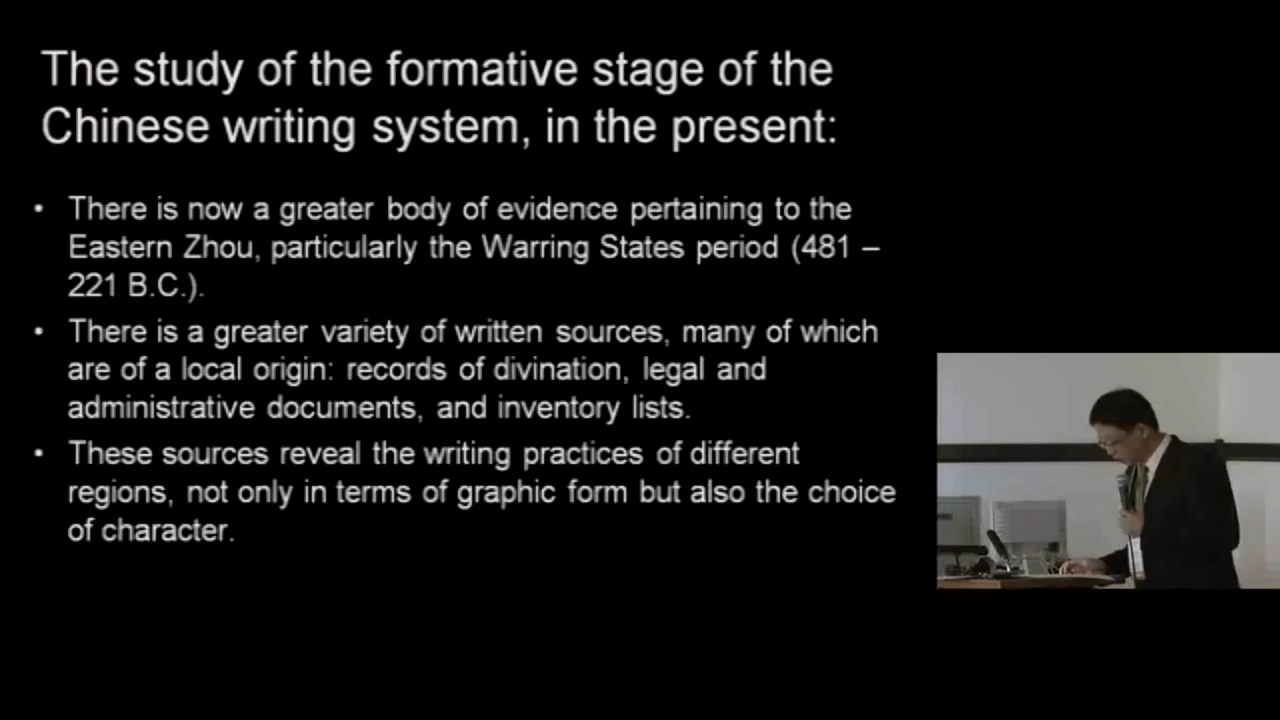 The study of the formative stage of the
Chinese writing system, in the present:
• There is now a greater body of evidence pertaining to the
Eastern Zhou, particularly the Warring States period (481 –
221 B.C.).
• There is a greater variety of written sources, many of which
are of a local origin: records of divination, legal and
administrative documents, and inventory lists.
• These sources reveal the writing practices of different
regions, not only in terms of graphic form but also the choice
of character.